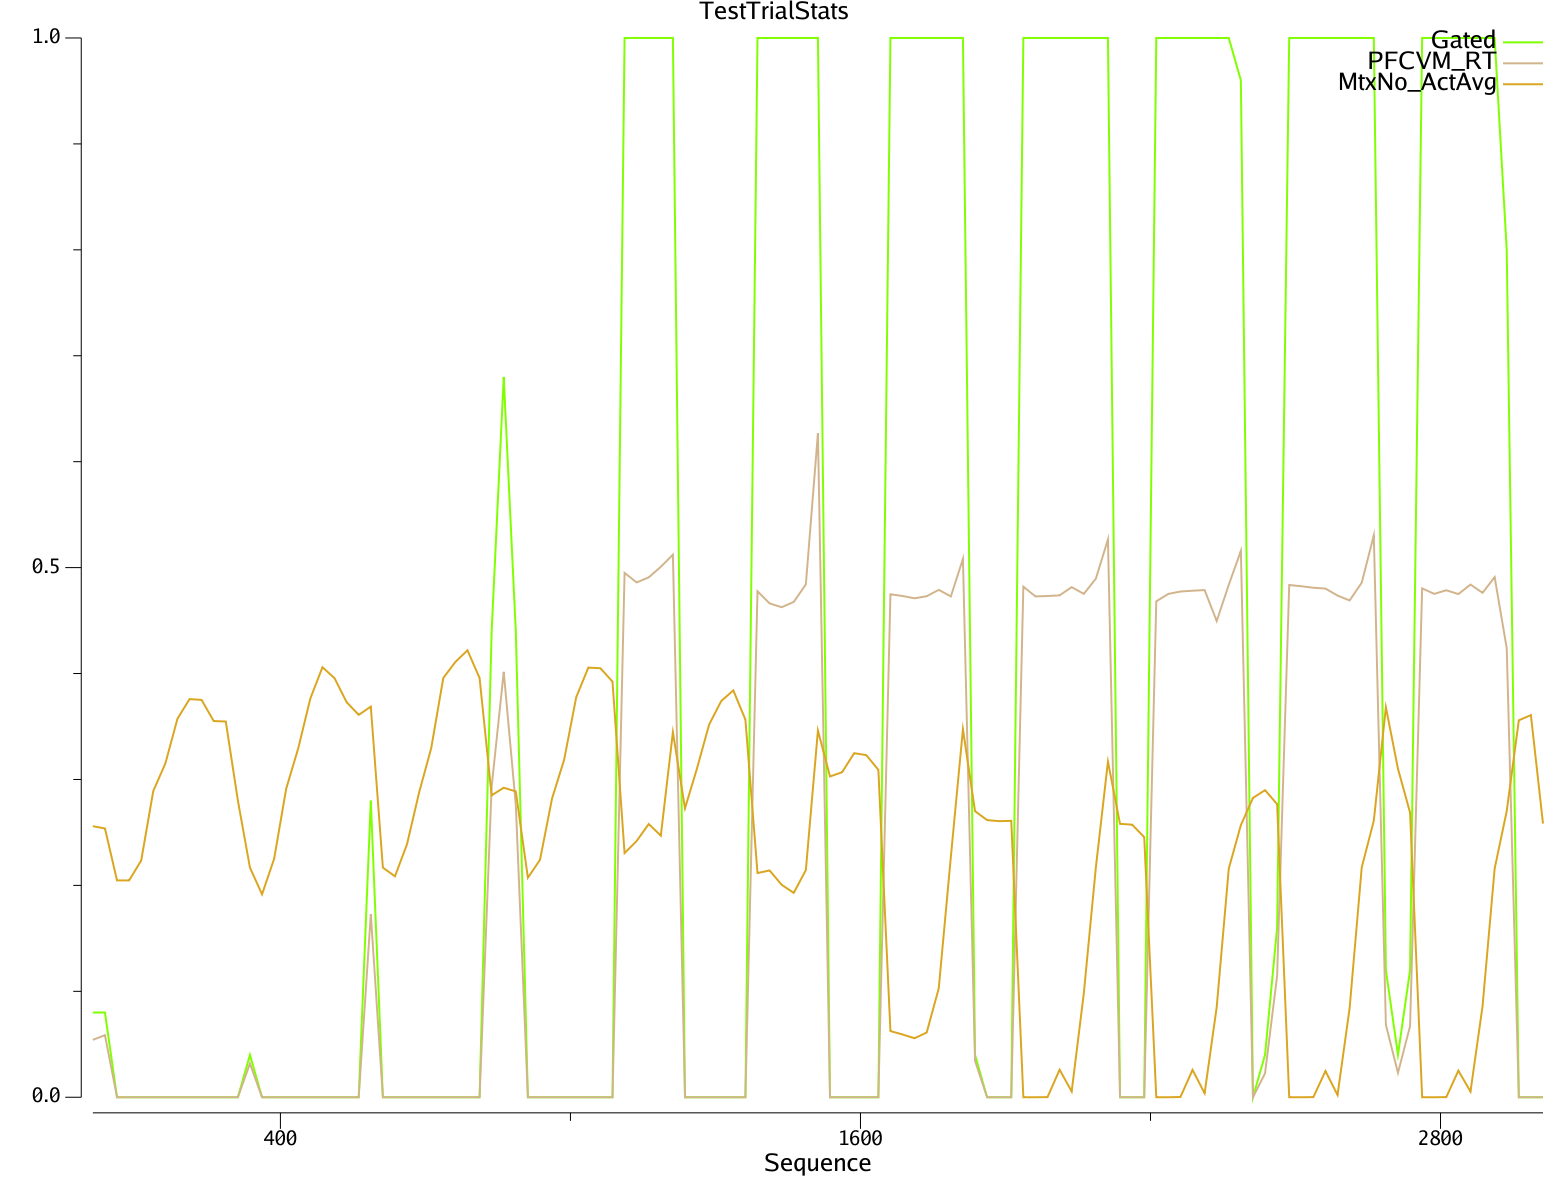 TestTrialStats
1.0
Gated
PFCVM_RT
MtxNo_ActAvg
0.5
0.0
400 1600 2800
Sequence